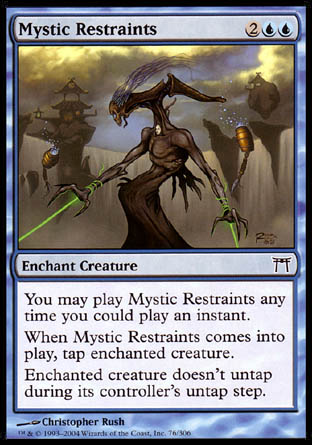 Mystic Restraints 2
Enchant Creature
You may play Mystic Restraints any
time you could play an instant.
When Mystic Restraints comes into
play, tap enchanted creature.
Enchanted creature doesn't untap
during its controller's untap step.
Christopher Rush
™ & © 1993–2004 Wizards of the Coast, Inc. 76/306